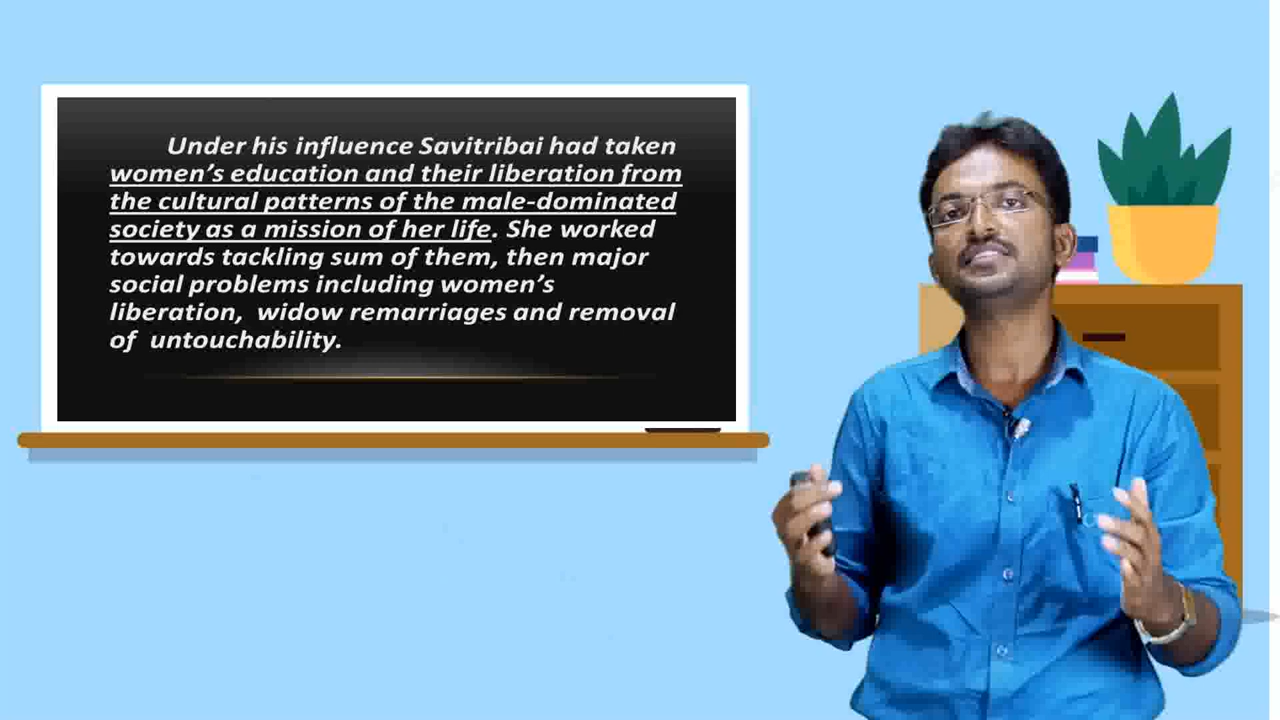 Under his influence Savitribai had taken
women's education and their liberation from
the cultural patterns of the male-dominated
society as a mission of her life. She worked
towards tackling sum of them, then major
social problems including women's
liberation, widow remarriages and removal
of untouchability.